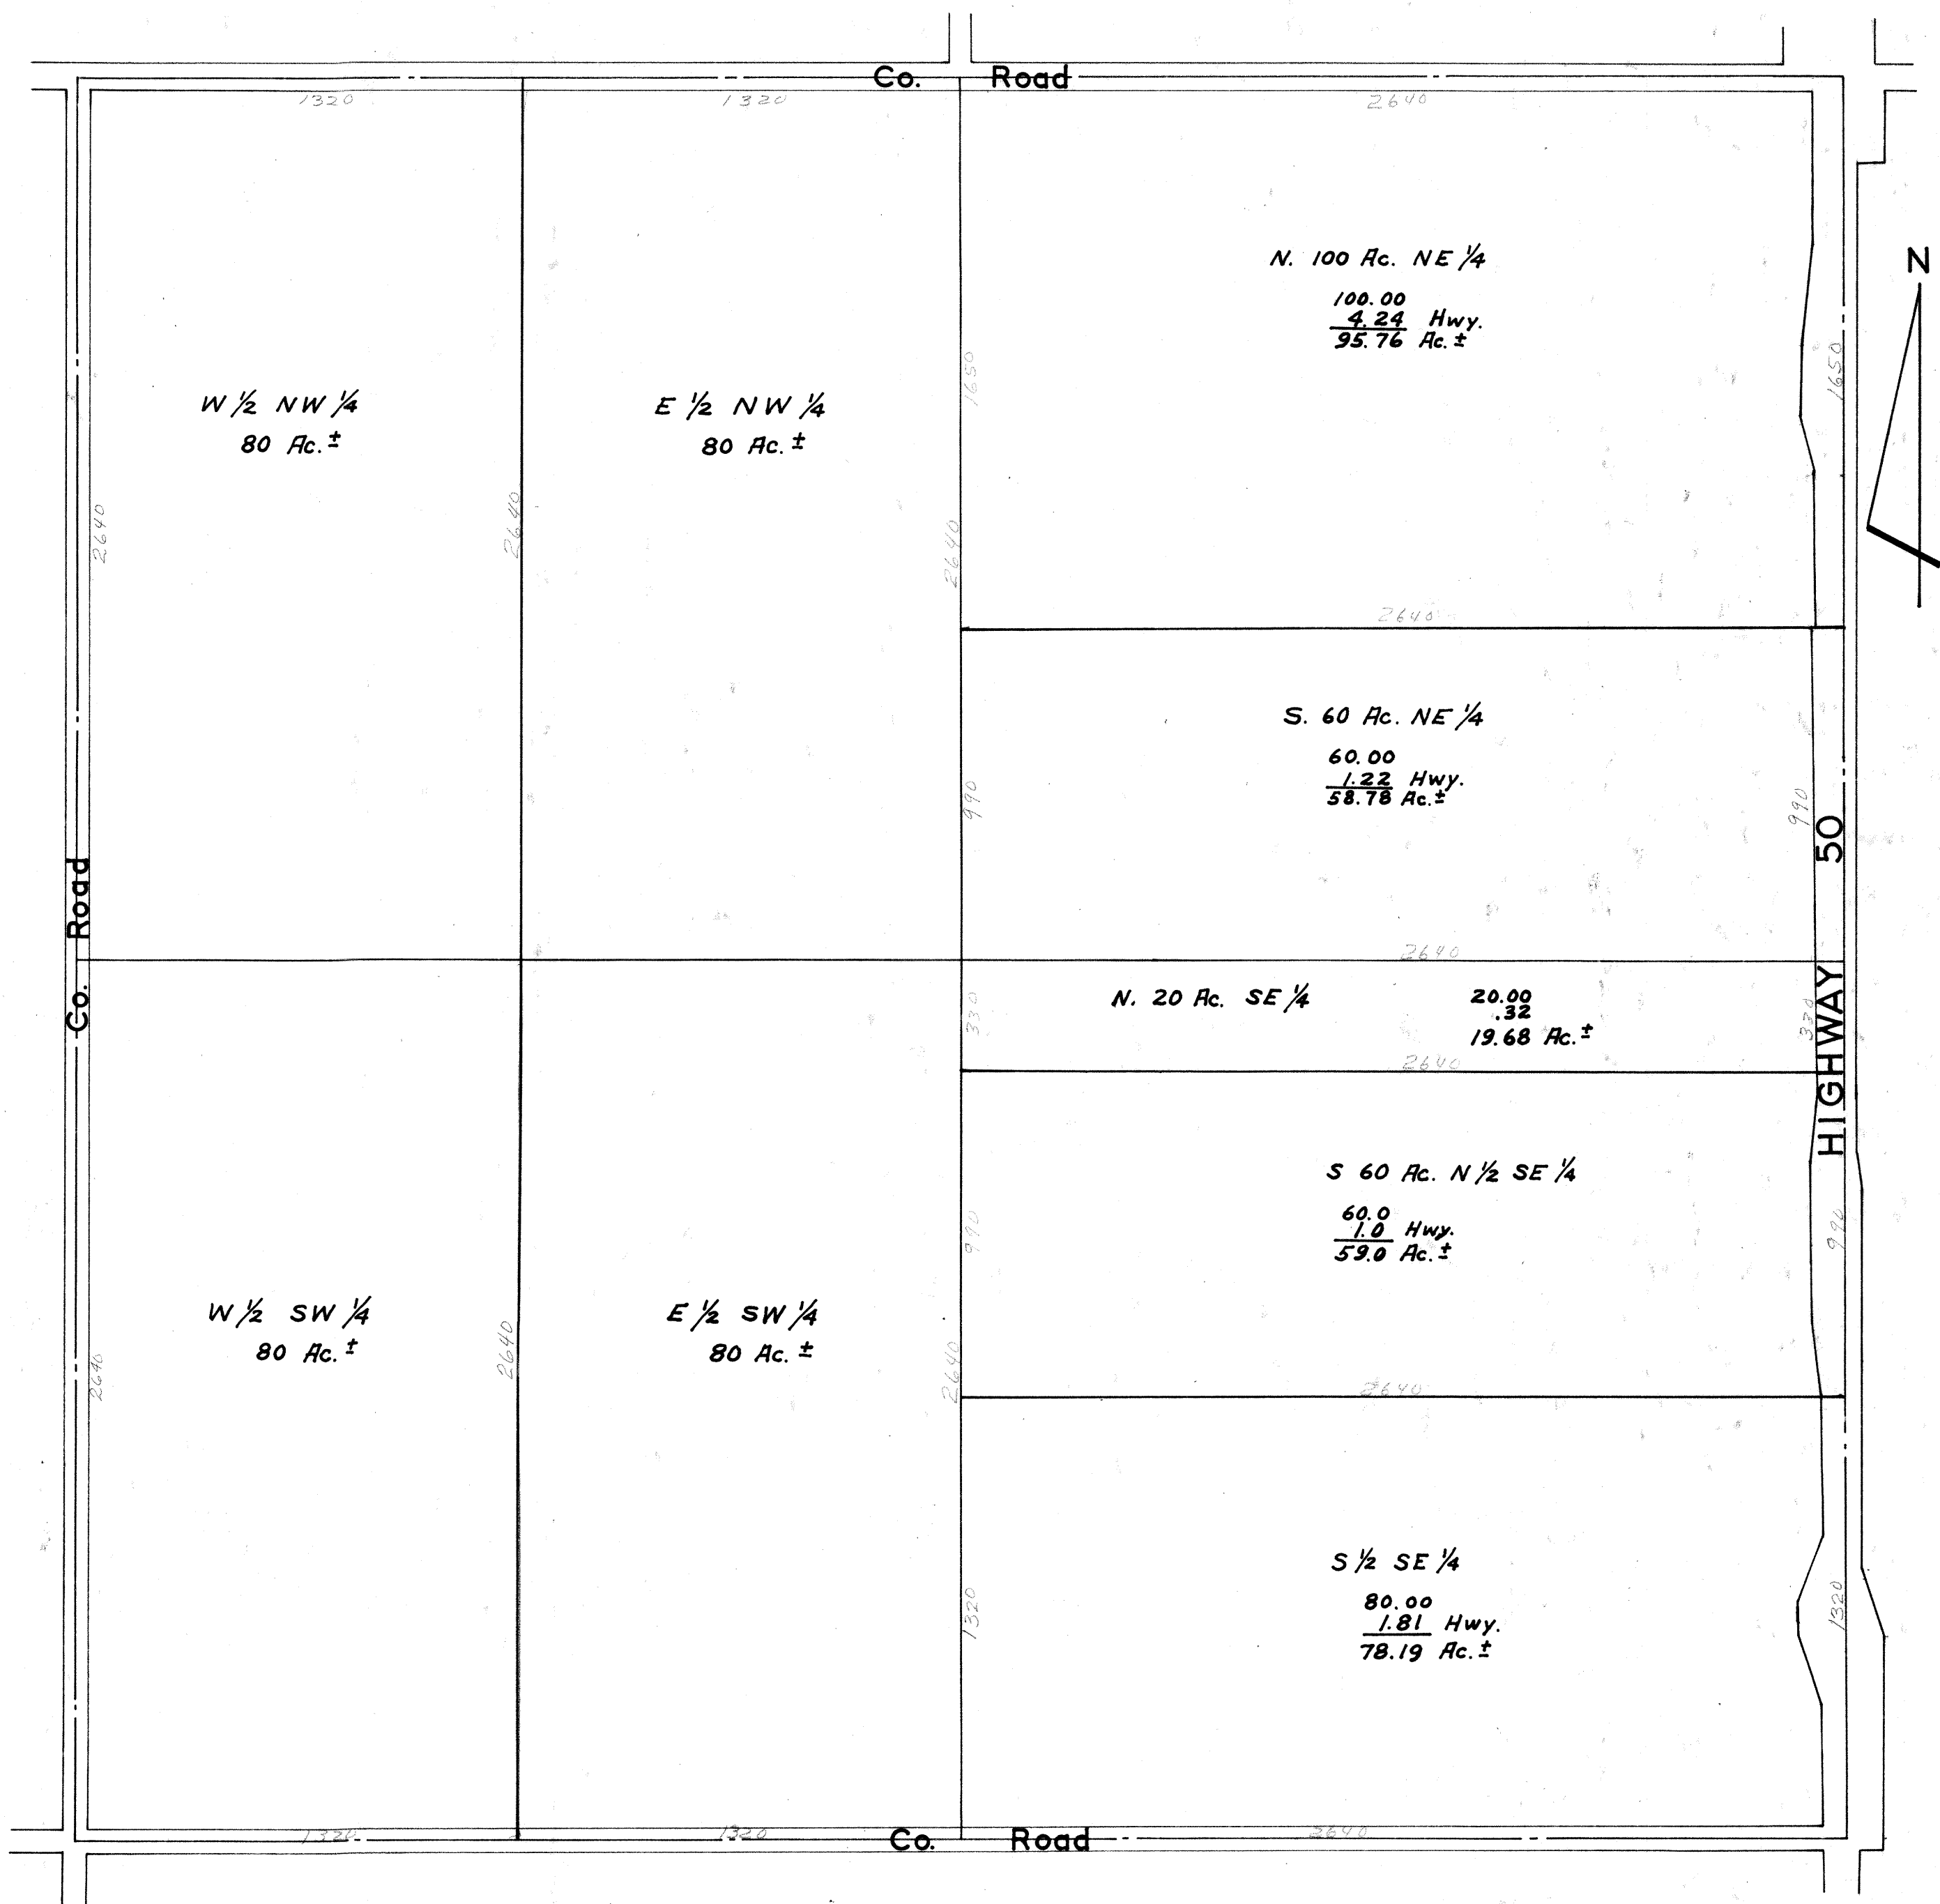 Co. Road
1320
1320
2640
N. 100 Ac. NE 1/4
100.00
4.24 Hwy.
95.76 Ac. ±
N
1650
1650
W 1/2 NW 1/4
80 Ac. ±
E 1/2 NW 1/4
80 Ac. ±
2640
2640
2640
2640
S. 60 Ac. NE 1/4
60.00
1.22 Hwy.
58.78 Ac. ±
990
990
HIGHWAY 50
Co. Road
2640
N. 20 Ac. SE 1/4
20.00
.32
19.68 Ac. ±
330
330
2640
S 60 Ac. N 1/2 SE 1/4
60.0
1.0 Hwy.
59.0 Ac. ±
990
990
W 1/2 SW 1/4
80 Ac. ±
E 1/2 SW 1/4
80 Ac. ±
2640
2640
2640
2640
S 1/2 SE 1/4
80.00
1.81 Hwy.
78.19 Ac. ±
1320
1320
1320
1320
Co. Road
2640